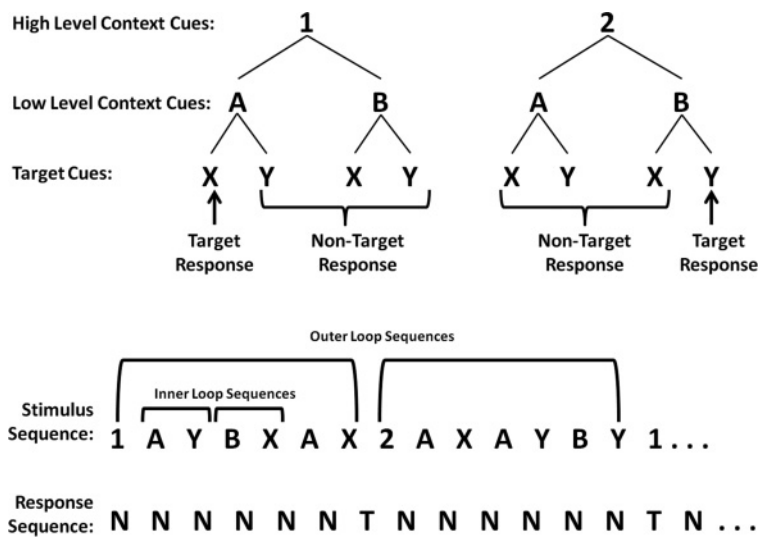 High Level Context Cues: 1 2
Low Level Context Cues: A B A B
Target Cues: X Y X Y X Y X Y
Target Response
Non-Target Response
Non-Target Response
Target Response
Outer Loop Sequences
Inner Loop Sequences
Stimulus Sequence: 1 A Y B X A X 2 A X A Y B Y 1 . . .
Response Sequence: N N N N N N T N N N N N N T N . . .